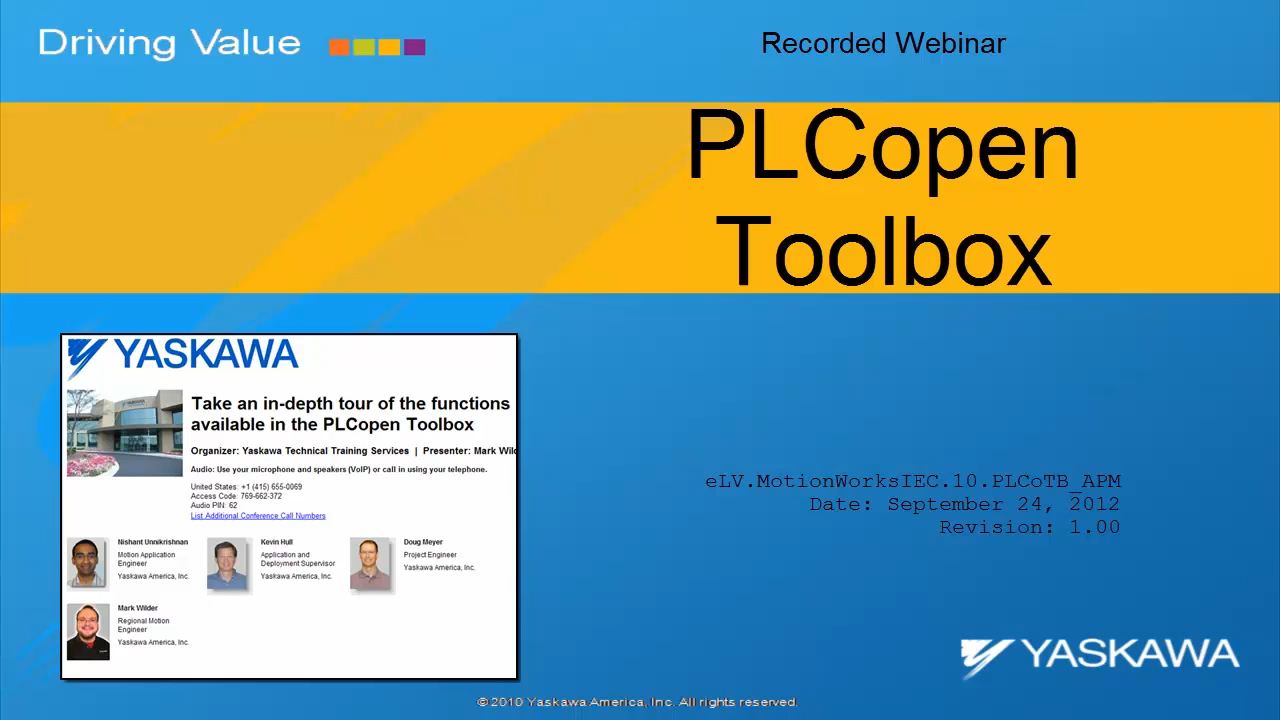 Driving Value
Recorded Webinar
PLCopen
Toolbox
YASKAWA
Take an in-depth tour of the functions
available in the PLCopen Toolbox
Organizer: Yaskawa Technical Training Services | Presenter: Mark Wild
Audio: Use your microphone and speakers (VoIP) or call in using your telephone.
United States: +1 (415) 655-0069
Access Code: 769-662-372
Audio PIN: 62
List Additional Conference Call Numbers
Nishant Unnikrishnan
Motion Application
Engineer
Yaskawa America, Inc.
Kevin Hull
Application and
Deployment Supervisor
Yaskawa America, Inc.
Doug Meyer
Project Engineer
Yaskawa America, Inc.
Mark Wilder
Regional Motion
Engineer
Yaskawa America, Inc.
eLV.MotionWorksIEC.10.PLCoTB_APM
Date: September 24, 2012
Revision: 1.00
YASKAWA
© 2010 Yaskawa America, Inc. All rights reserved.